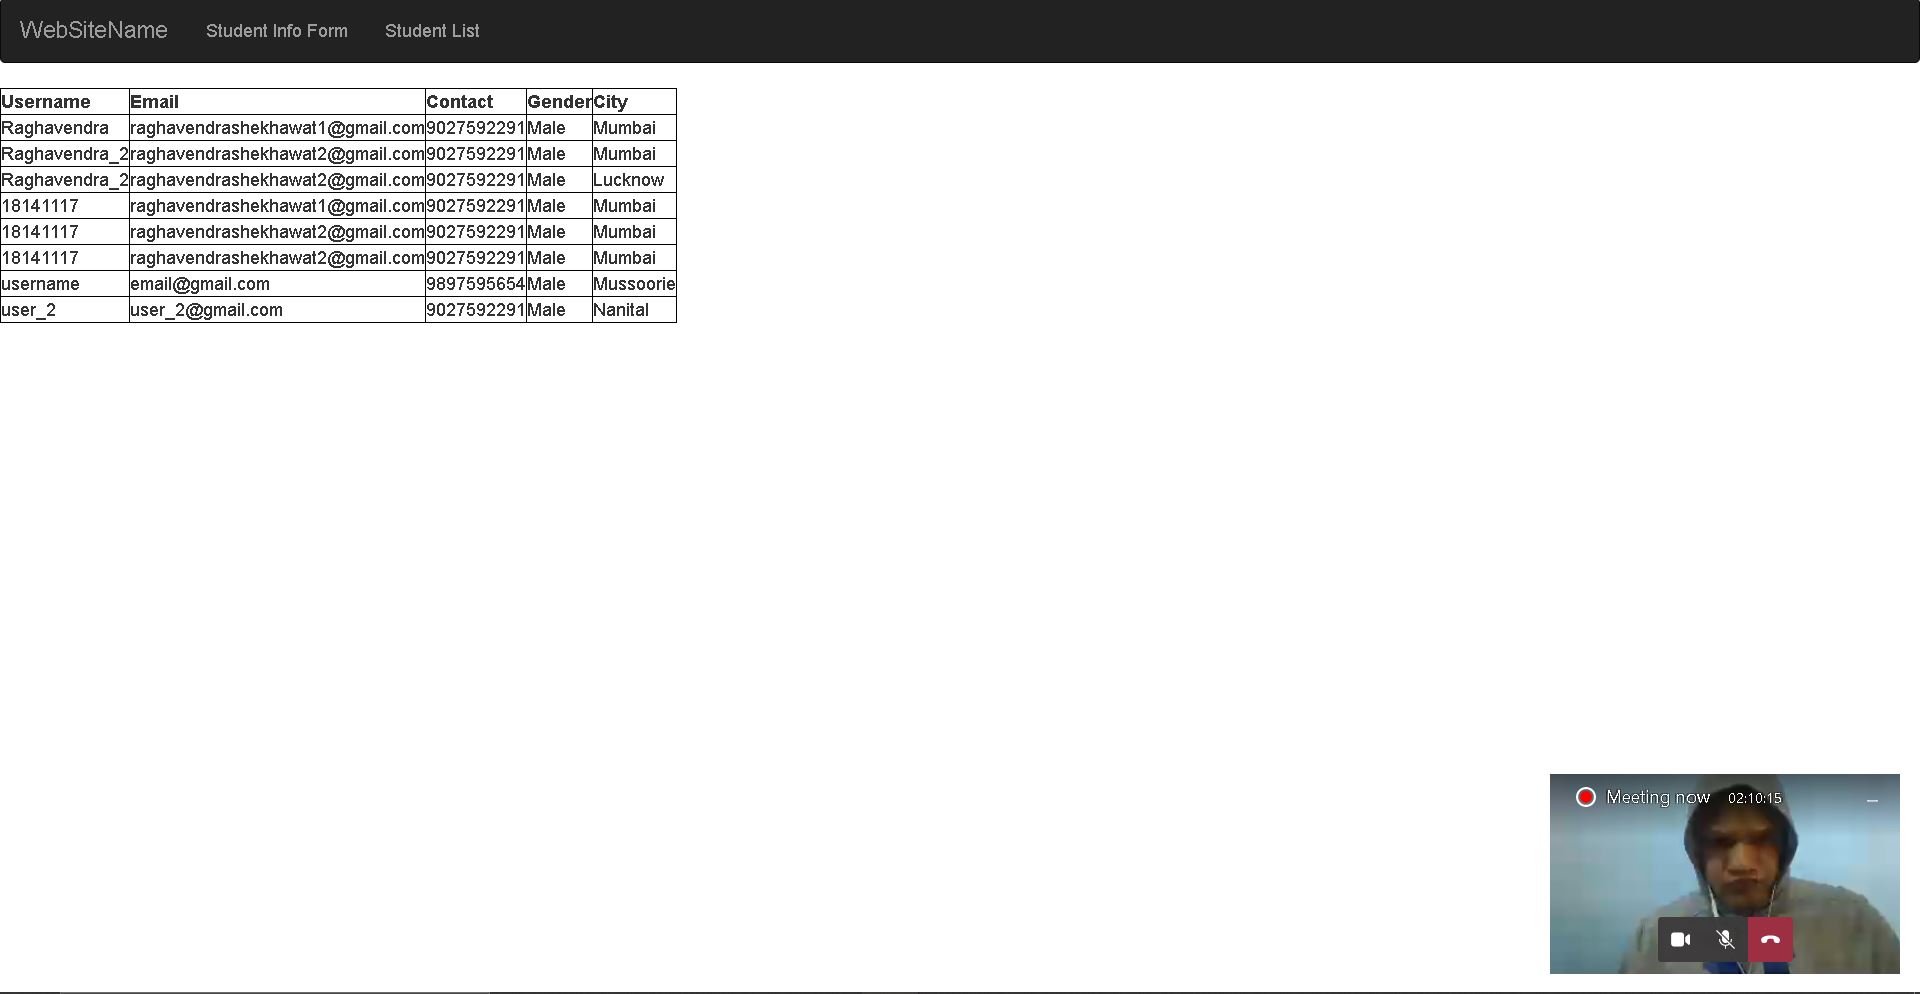 WebSiteName Student Info Form Student List
Username Email Contact Gender City
Raghavendra raghavendrashekhawat1@gmail.com 9027592291 Male Mumbai
Raghavendra_2 raghavendrashekhawat2@gmail.com 9027592291 Male Mumbai
Raghavendra_2 raghavendrashekhawat2@gmail.com 9027592291 Male Lucknow
18141117 raghavendrashekhawat1@gmail.com 9027592291 Male Mumbai
18141117 raghavendrashekhawat2@gmail.com 9027592291 Male Mumbai
18141117 raghavendrashekhawat2@gmail.com 9027592291 Male Mumbai
username email@gmail.com 9897595654 Male Mussoorie
user_2 user_2@gmail.com 9027592291 Male Nanital
Meeting now 02:10:15